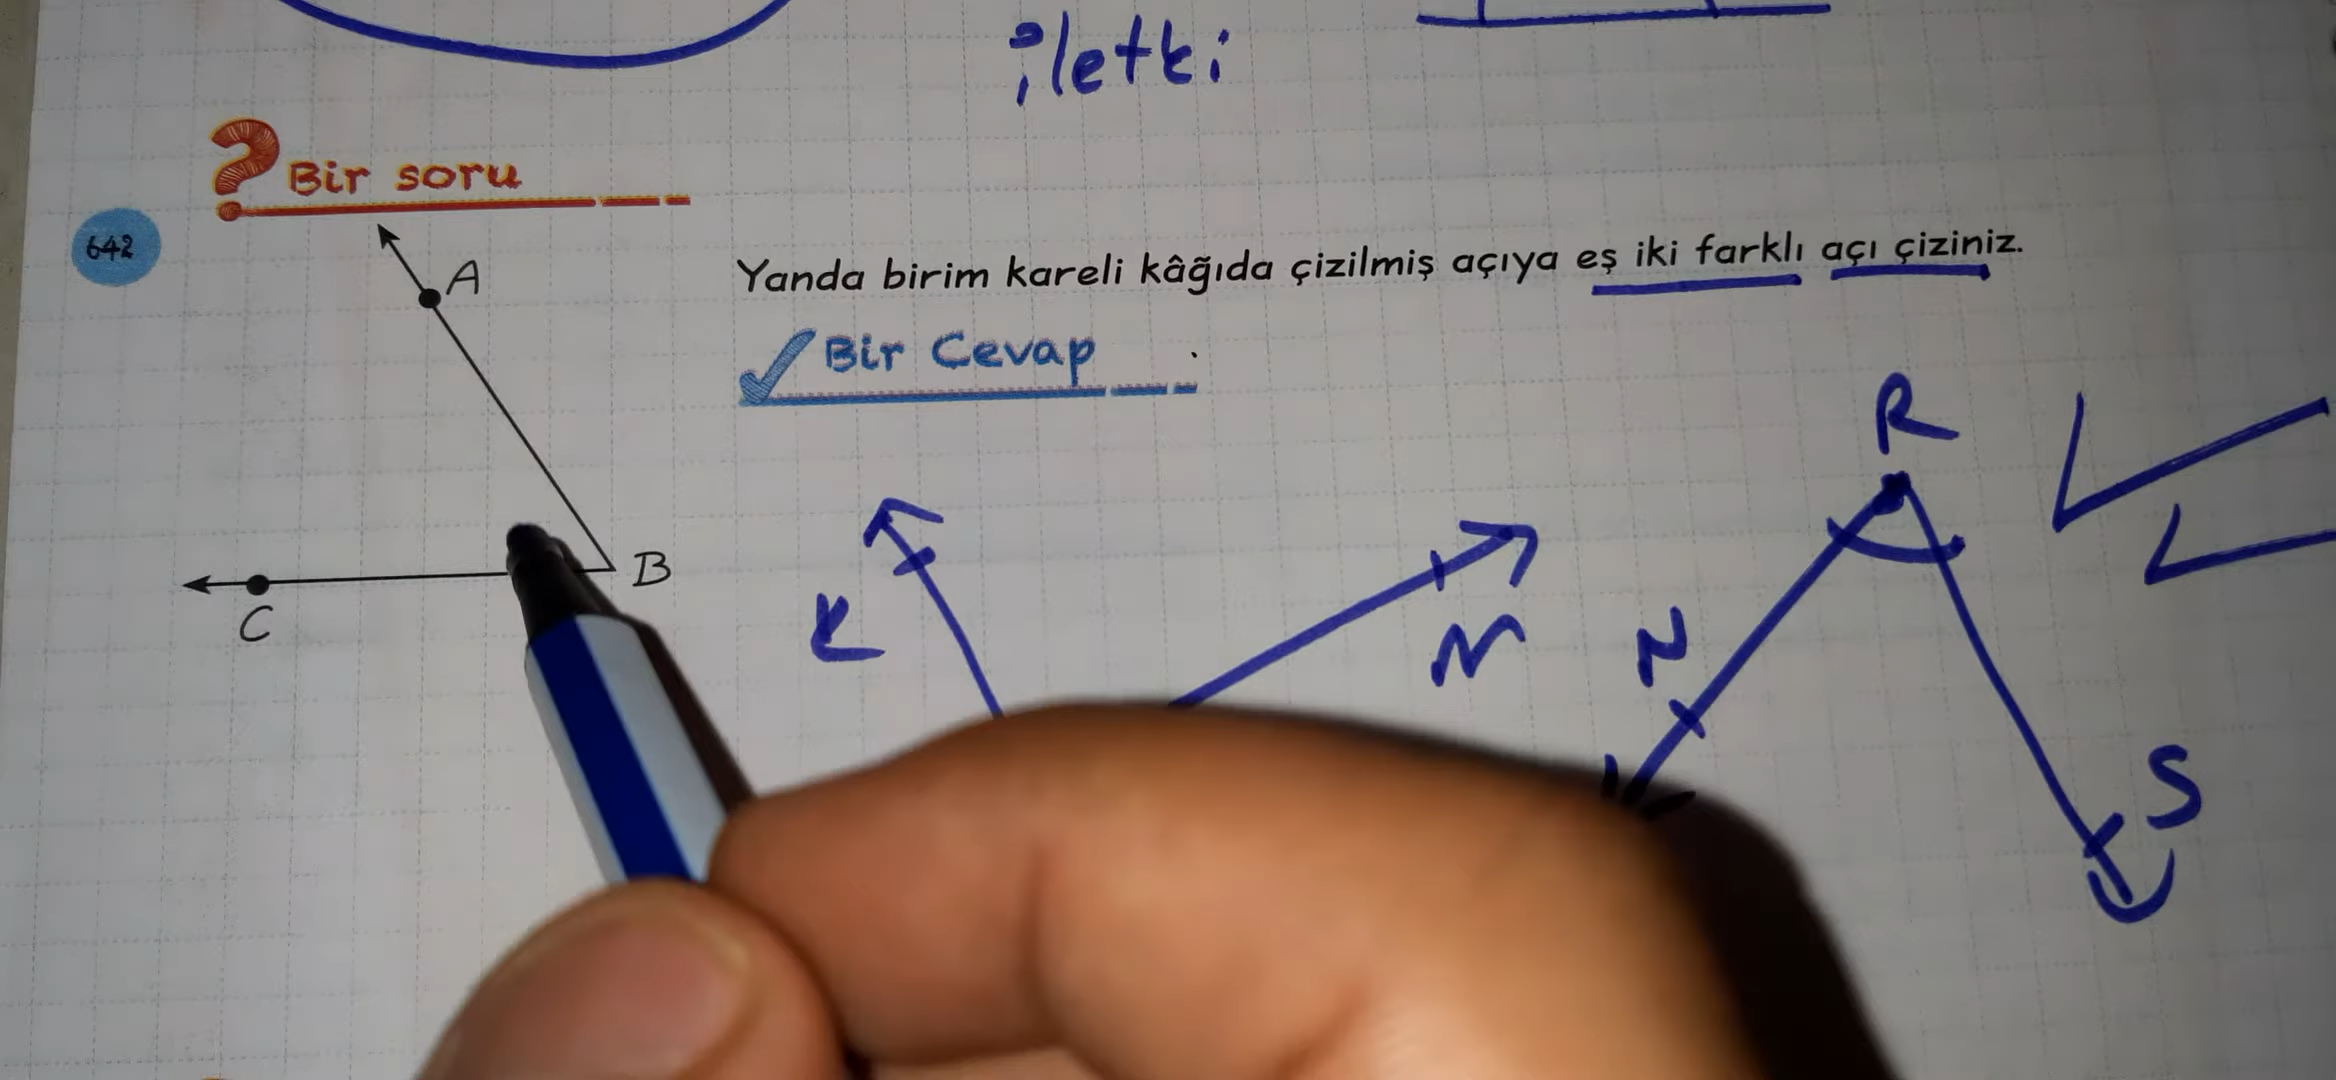 iletki
Bir soru
642
A
B
C
Yanda birim kareli kâğıda çizilmiş açıya eş iki farklı açı çiziniz.
Bir Cevap
R
K
M
N
S